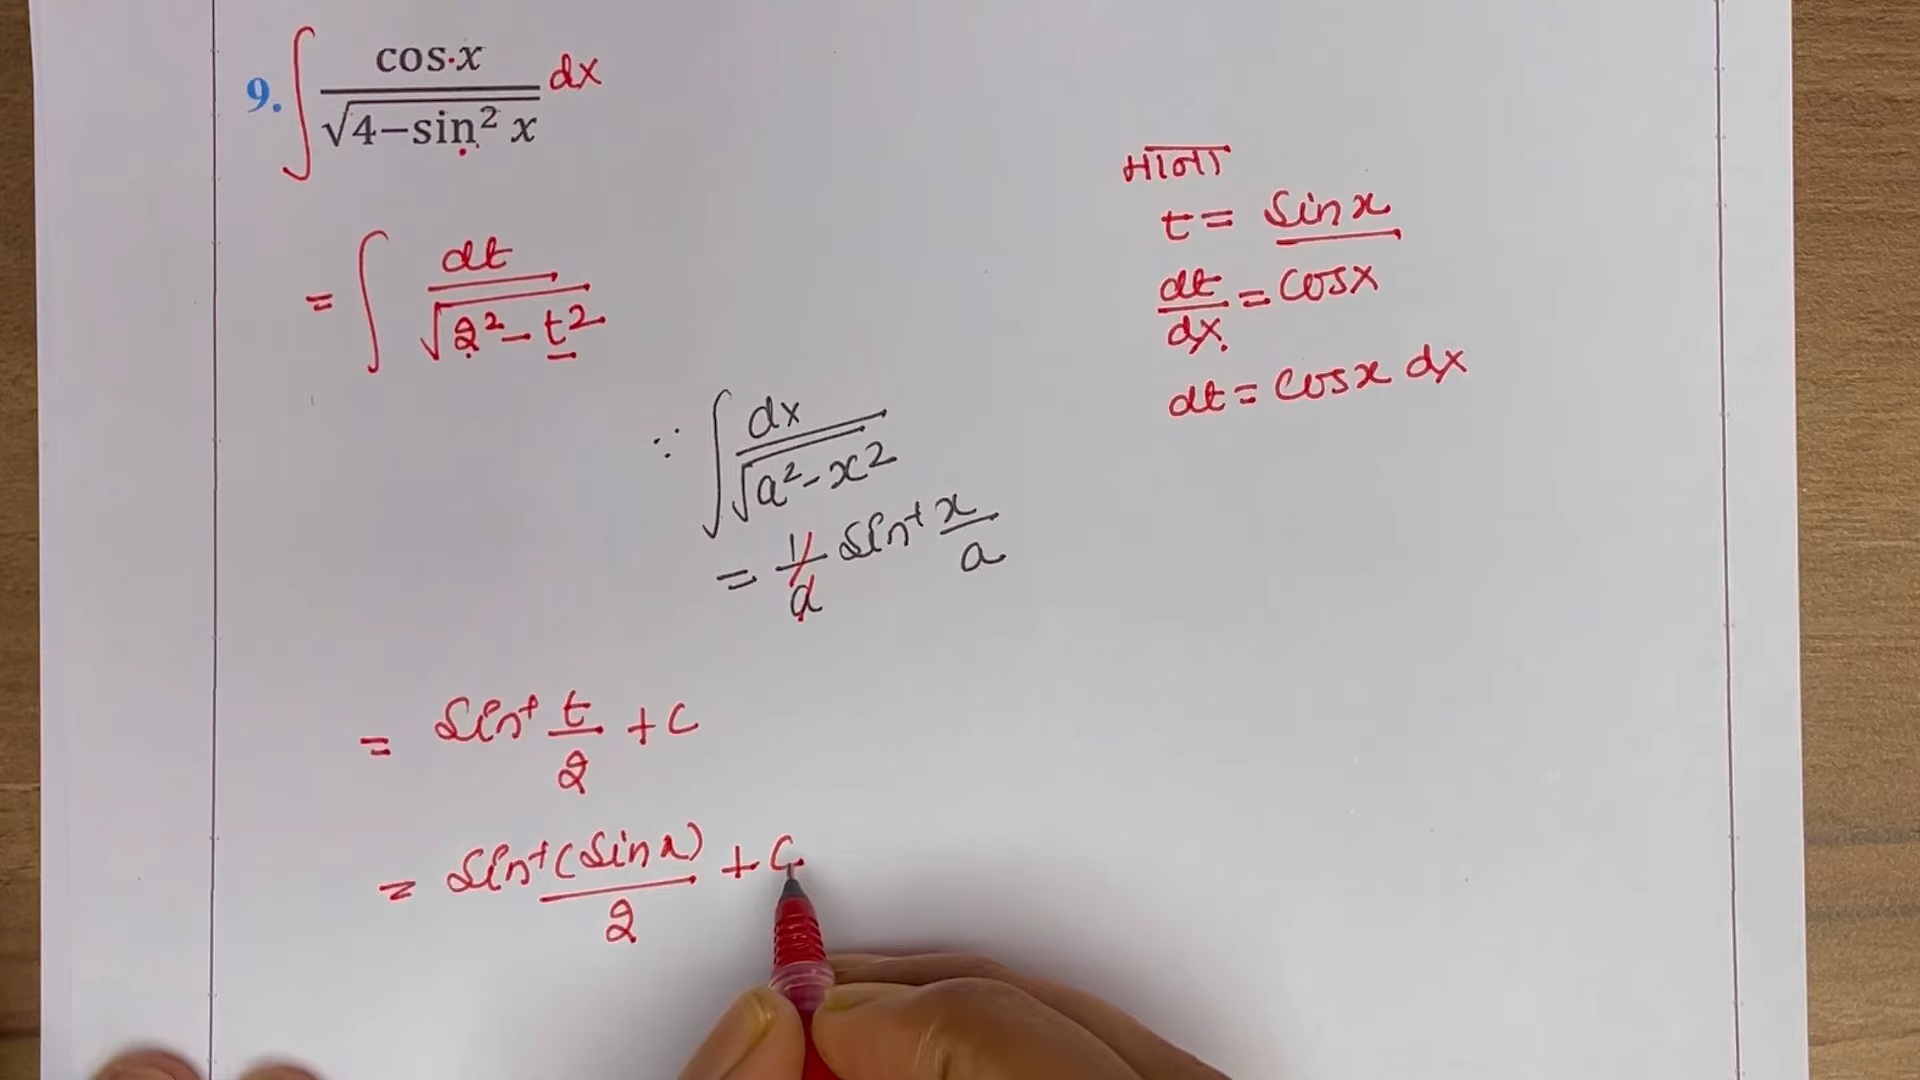 9. ∫ cos x / √(4−sin² x) dx
= ∫ dt / √(2² − t²)
माना
t = sin x
dt/dx = cos x
dt = cos x dx
∵ ∫ dx / √(a² − x²)
= 1/a sin⁻¹ x/a
= sin⁻¹ t/2 + c
= sin⁻¹ (sin x)/2 + c